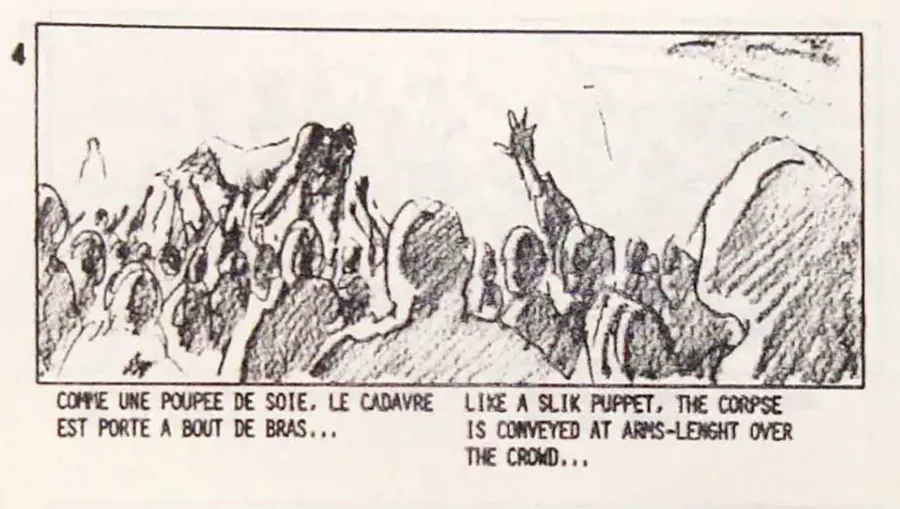 4
COMME UNE POUPEE DE SOIE, LE CADAVRE
EST PORTE A BOUT DE BRAS...
LIKE A SLIK PUPPET, THE CORPSE
IS CONVEYED AT ARMS-LENGHT OVER
THE CROWD...